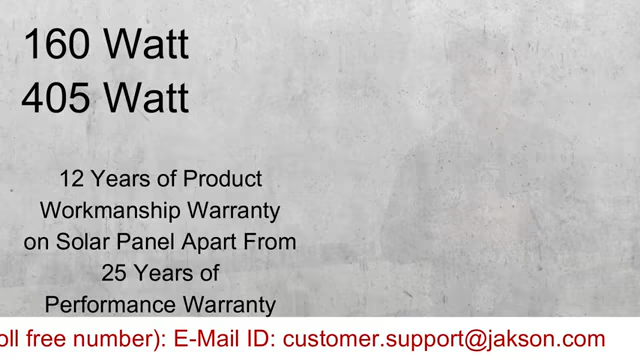 160 Watt
405 Watt
12 Years of Product
Workmanship Warranty
on Solar Panel Apart From
25 Years of
Performance Warranty
oll free number): E-Mail ID: customer.support@jakson.com